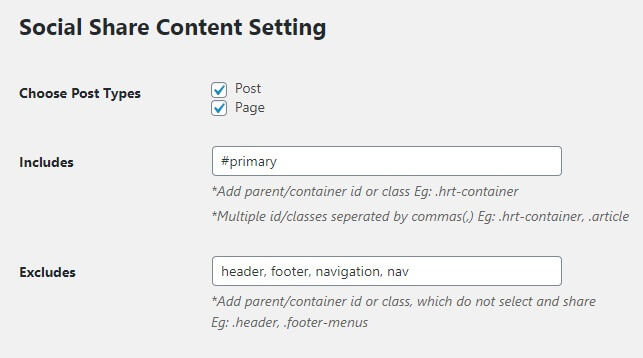 Social Share Content Setting
Choose Post Types
Post
Page
Includes
#primary
*Add parent/container id or class Eg: .hrt-container
*Multiple id/classes seperated by commas(,) Eg: .hrt-container, .article
Excludes
header, footer, navigation, nav
*Add parent/container id or class, which do not select and share
Eg: .header, .footer-menus